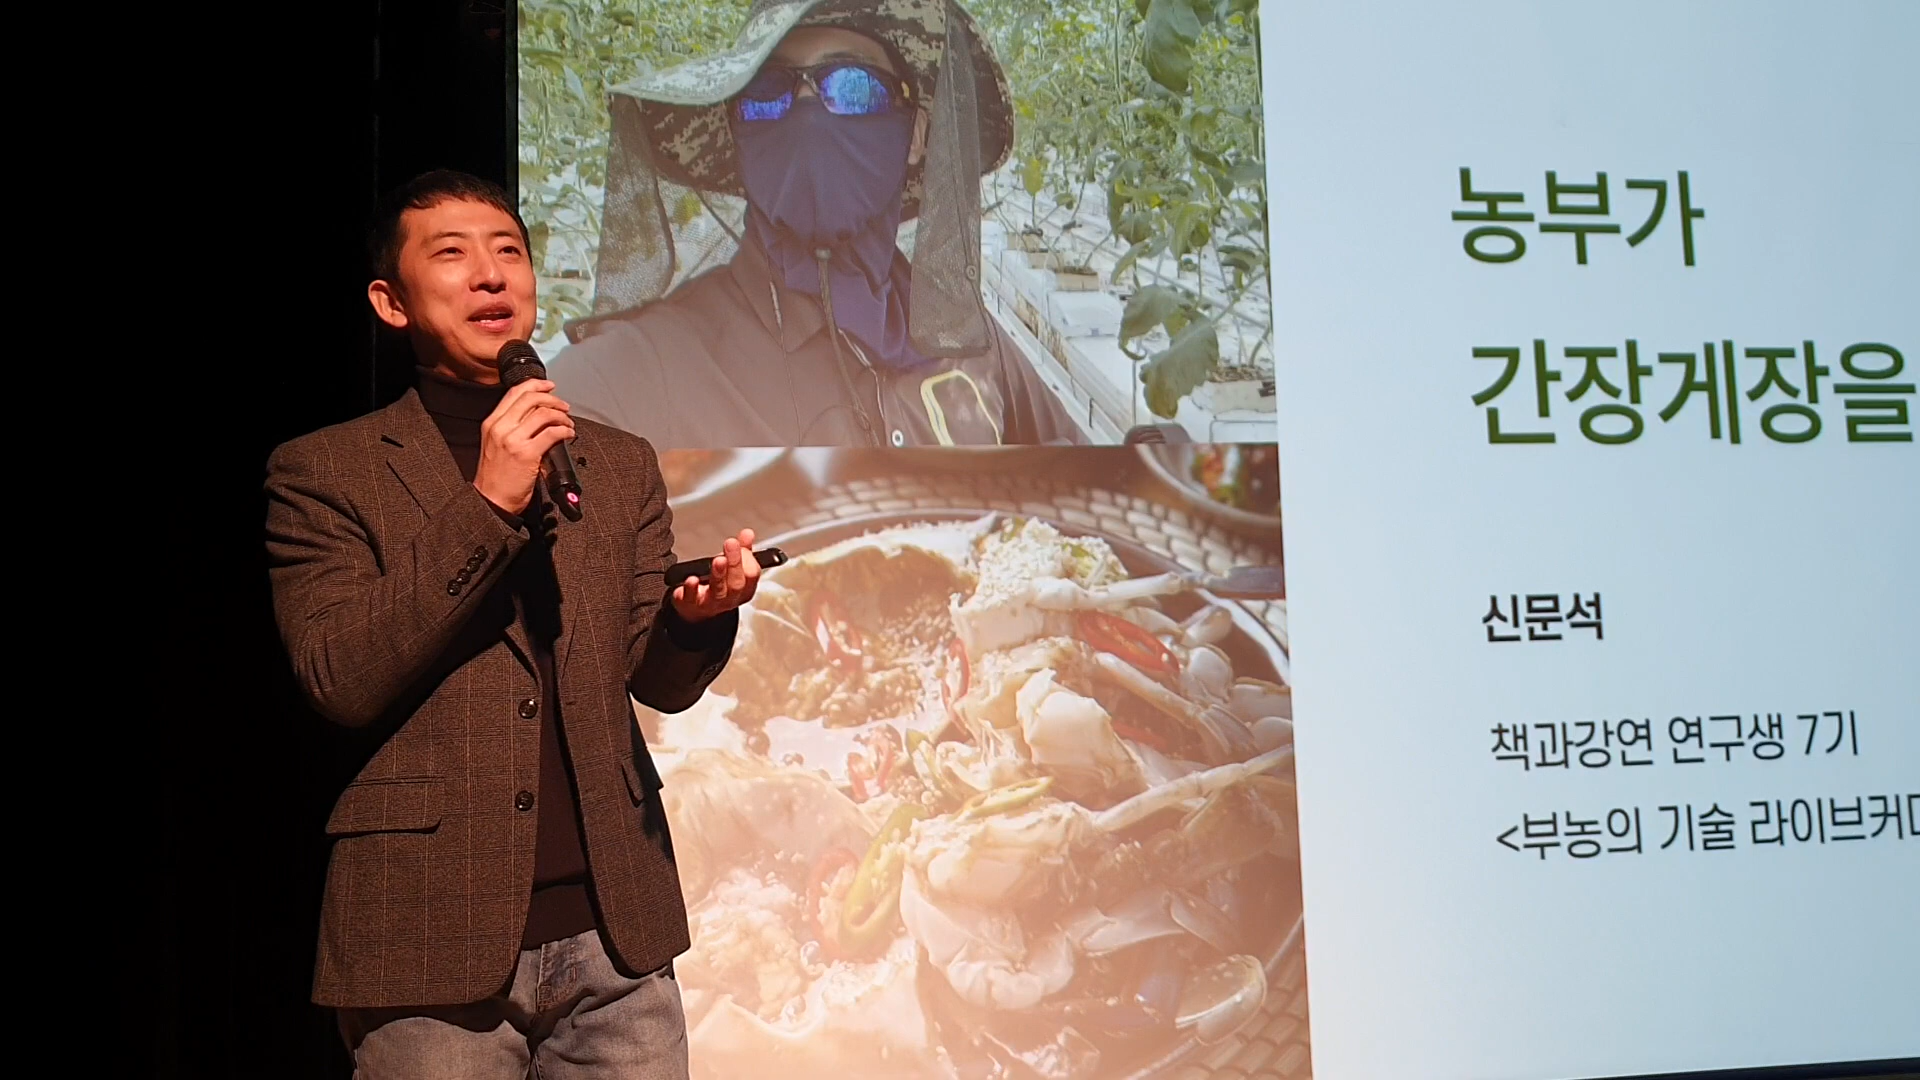 농부가
간장게장을
신문석
책과강연 연구생 7기
<부농의 기술 라이브커